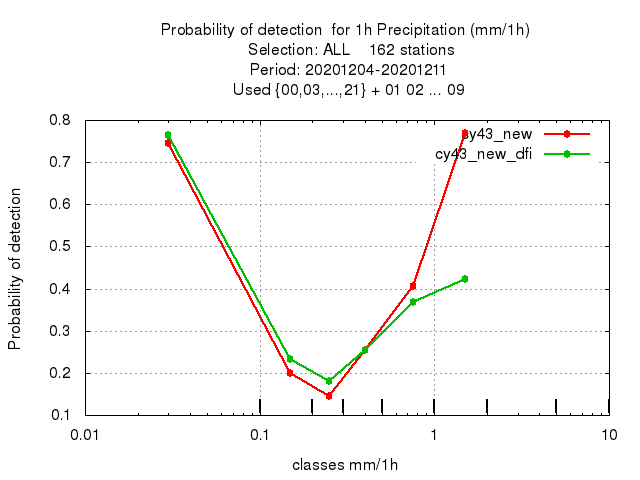 Probability of detection  for 1h Precipitation (mm/1h)
Selection: ALL    162 stations
Period: 20201204-20201211
Used {00,03,...,21} + 01 02 ... 09
cy43_new
cy43_new_dfi
Probability of detection
0.8
0.7
0.6
0.5
0.4
0.3
0.2
0.1
0.01
0.1
1
10
classes mm/1h